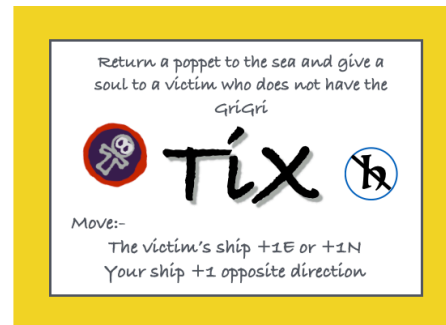 Return a poppet to the sea and give a
soul to a victim who does not have the
GriGri
Tix
h
Move:-
The victim's ship +1E or +1N
Your ship +1 opposite direction